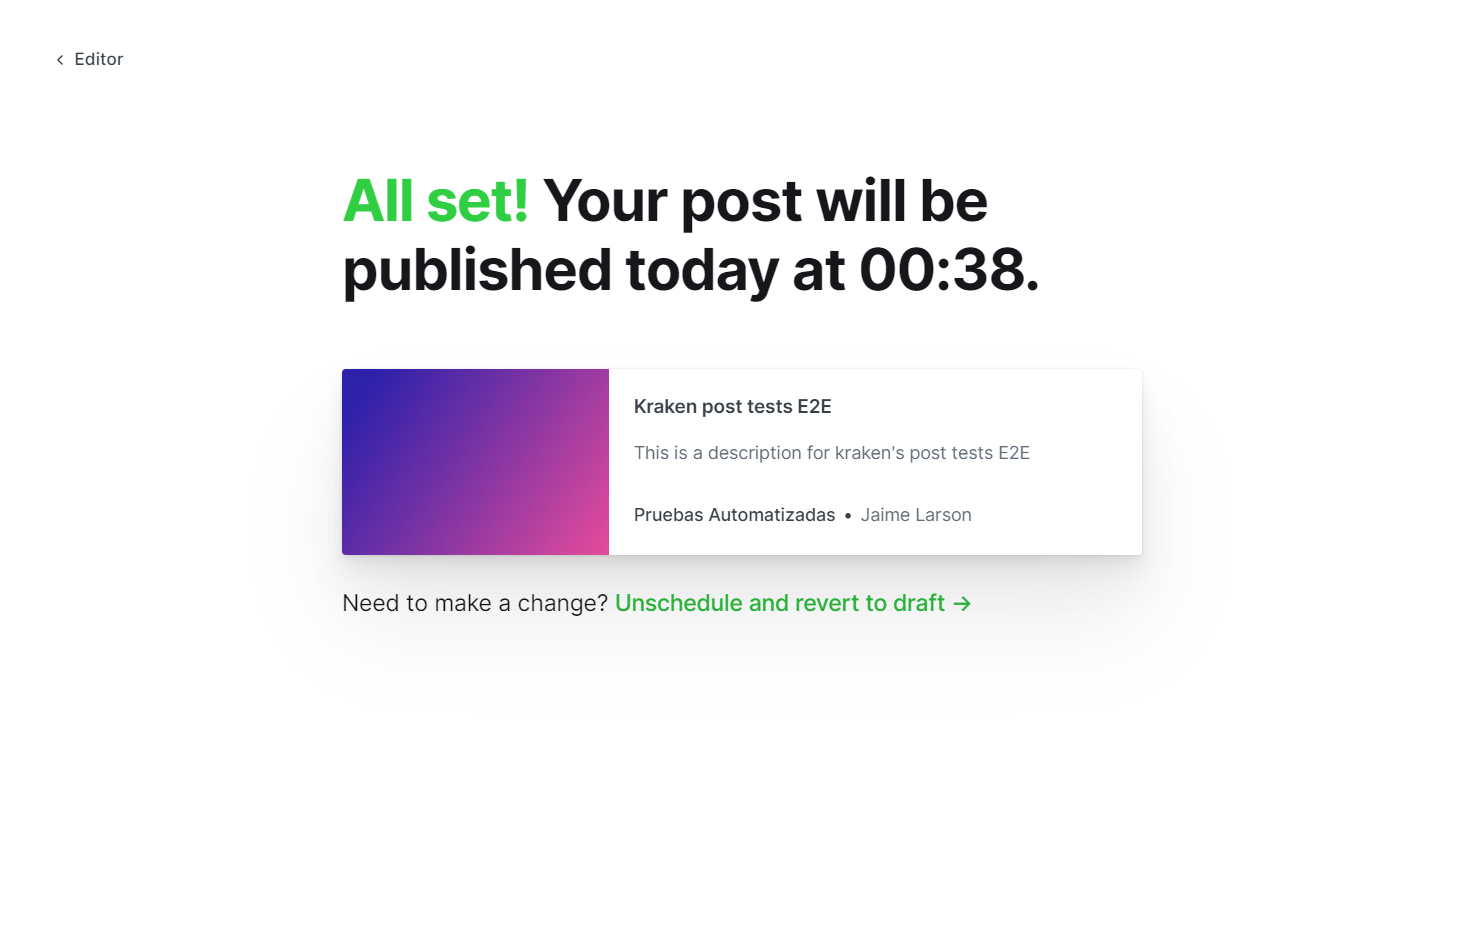 Editor
All set! Your post will be
published today at 00:38.
Kraken post tests E2E
This is a description for kraken's post tests E2E
Pruebas Automatizadas • Jaime Larson
Need to make a change? Unschedule and revert to draft →